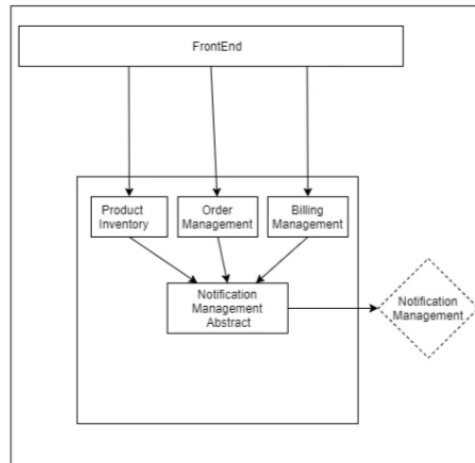 FrontEnd
Product
Inventory
Order
Management
Billing
Management
Notification
Management
Abstract
Notification
Management